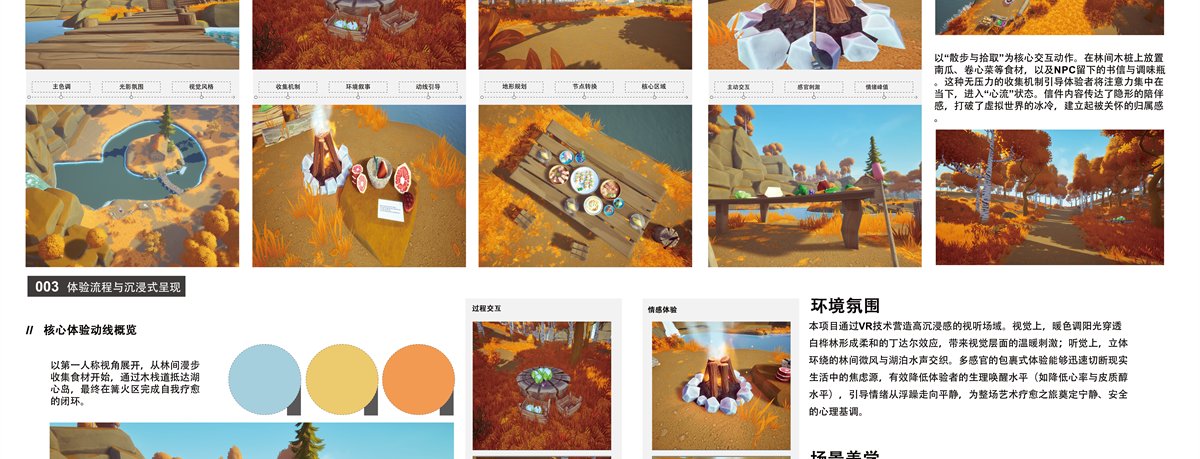 以“散步与拾取”为核心交互动作。在林间木桩上放置
南瓜、卷心菜等食材，以及NPC留下的书信与调味瓶
。这种无压力的收集机制引导体验者将注意力集中在
当下，进入“心流”状态。信件内容传达了隐形的陪伴
感，打破了虚拟世界的冰冷，建立起被关怀的归属感
。
主色调
光影氛围
视觉风格
收集机制
环境叙事
动线引导
地形规划
节点转换
核心区域
主动交互
感官刺激
情绪峰值
003 体验流程与沉浸式呈现
// 核心体验动线概览
以第一人称视角展开，从林间漫步
收集食材开始，通过木栈道抵达湖
心岛，最终在篝火区完成自我疗愈
的闭环。
过程交互
情感体验
环境氛围
本项目通过VR技术营造高沉浸感的视听场域。视觉上，暖色调阳光穿透
白桦林形成柔和的丁达尔效应，带来视觉层面的温暖刺激；听觉上，立体
环绕的林间微风与湖泊水声交织。多感官的包裹式体验能够迅速切断现实
生活中的焦虑源，有效降低体验者的生理唤醒水平（如降低心率与皮质醇
水平），引导情绪从浮躁走向平静，为整场艺术疗愈之旅奠定宁静、安全
的心理基调。
场景美学